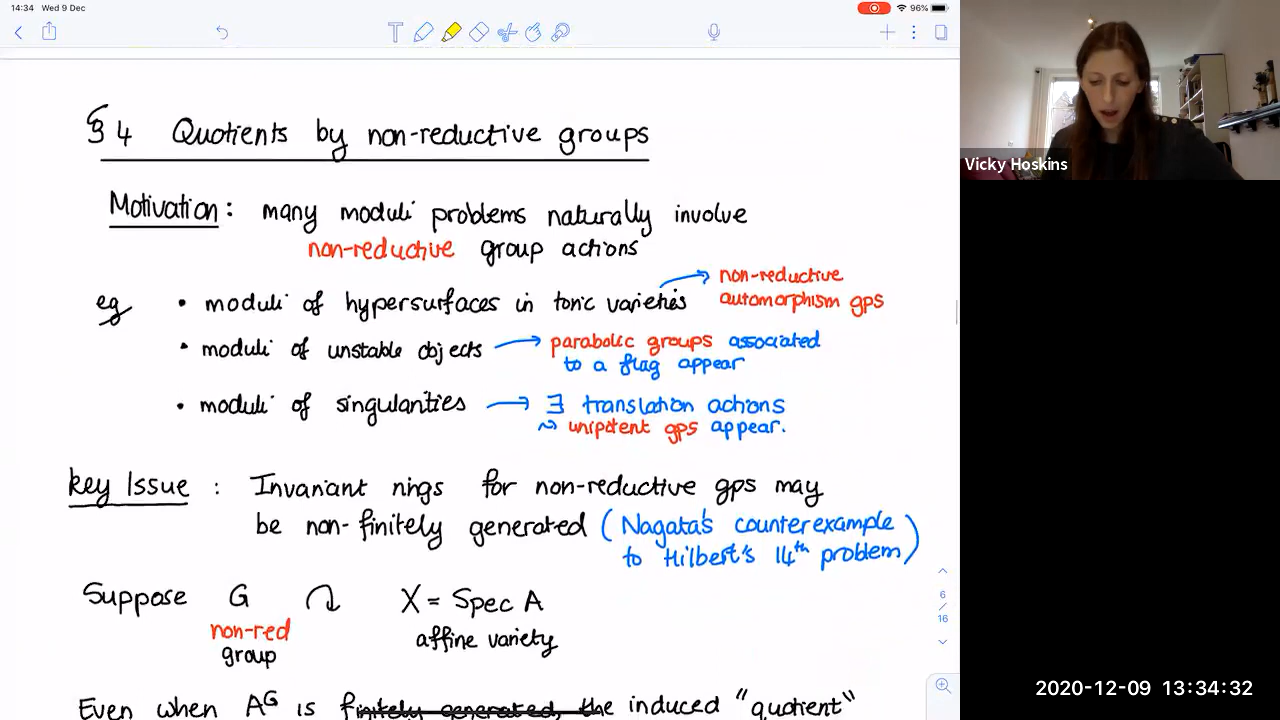 14:34 Wed 9 Dec
96%
§4 Quotients by non-reductive groups
Motivation: many moduli problems naturally involve
non-reductive group actions
eg • moduli of hypersurfaces in toric varieties → non-reductive
automorphism gps
• moduli of unstable objects → parabolic groups associated
to a flag appear
• moduli of singularities → ∃ translation actions
⤳ unipotent gps appear.
Key Issue : Invariant rings for non-reductive gps may
be non-finitely generated (Nagata's counterexample
to Hilbert's 14th problem)
Suppose G ↷ X = Spec A
non-red affine variety
group
Even when A^G is finitely generated, the induced "quotient"
6
/
16
Vicky Hoskins
2020-12-09 13:34:32